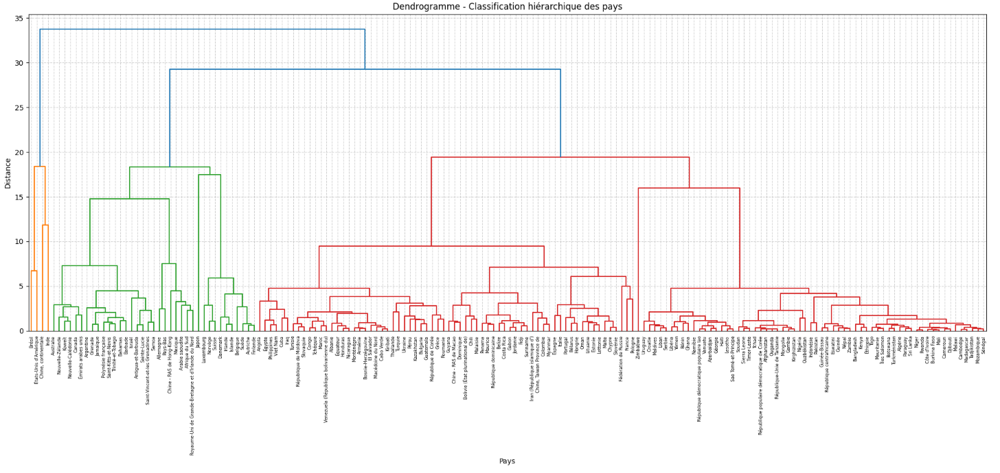 Dendrogramme - Classification hiérarchique des pays
Distance
35
30
25
20
15
10
5
0
Brésil
États-Unis d'Amérique
Chine, continentale
Inde
Australie
Nouvelle-Zélande
Koweït
Nouvelle-Calédonie
Canada
Émirats arabes unis
Argentine
Grenade
Jamaïque
Polynésie Française
Saint-Kitts-et-Nevis
Trinité-et-Tobago
Bahamas
Barbade
Israël
Antigua-Barbuda
Sainte-Lucie
Saint-Vincent-et-les Grenadines
Samoa
Allemagne
Pays-Bas
Chine - RAS de Hong-Kong
Mexique
Arabie saoudite
Afrique du Sud
Royaume-Uni de Grande-Bretagne et d'Irlande du Nord
Japon
Luxembourg
Norvège
Suisse
Danemark
Irlande
Islande
Belgique
Suède
Autriche
Finlande
Angola
Égypte
Philippines
Viet Nam
Cuba
Iraq
Tunisie
République de Moldova
Slovaquie
Congo
Tchéquie
Maroc
Venezuela (République bolivarienne du)
Albanie
Équateur
Honduras
Nicaragua
Monténégro
Arménie
Bosnie-Herzégovine
El Salvador
Macédoine du Nord
Cabo Verde
Kiribati
Thaïlande
Turquie
Ukraine
Pérou
Kazakhstan
Bulgarie
Guatemala
République de Corée
Grèce
Roumanie
Guyana
Chine - RAS de Macao
Dominique
Bolivie (État plurinational de)
Chili
Malaisie
Panama
Maurice
République dominicaine
Belize
Costa Rica
Gabon
Jordanie
Fidji
Suriname
Iran (République islamique d')
Chine, Taiwan Province de
Colombie
Myanmar
Espagne
Italie
Portugal
Bélarus
Hongrie
Oman
Croatie
Estonie
Lituanie
Lettonie
Malte
Chypre
Slovénie
Fédération de Russie
France
Pologne
Zimbabwe
Uruguay
Maldives
Liban
Serbie
Libéria
Yémen
Bénin
Ghana
Namibie
République démocratique populaire lao
Vanuatu
Azerbaïdjan
Géorgie
Haïti
Lesotho
Sao Tomé-et-Principe
Soudan
Sierra Leone
Timor-Leste
Tchad
République populaire démocratique de Corée
Afghanistan
Ouganda
République-Unie de Tanzanie
Mongolie
Gambie
Kirghizistan
Nigéria
Ouzbékistan
Indonésie
Pakistan
Guinée-Bissau
République centrafricaine
Eswatini
Guinée
Népal
Zambie
Bangladesh
Kenya
Éthiopie
Togo
Mauritanie
Îles Salomon
Botswana
Turkménistan
Algérie
Paraguay
Sri Lanka
Niger
Rwanda
Côte d'Ivoire
Burkina Faso
Mali
Cameroun
Djibouti
Malawi
Cambodge
Madagascar
Tadjikistan
Mozambique
Sénégal
Pays